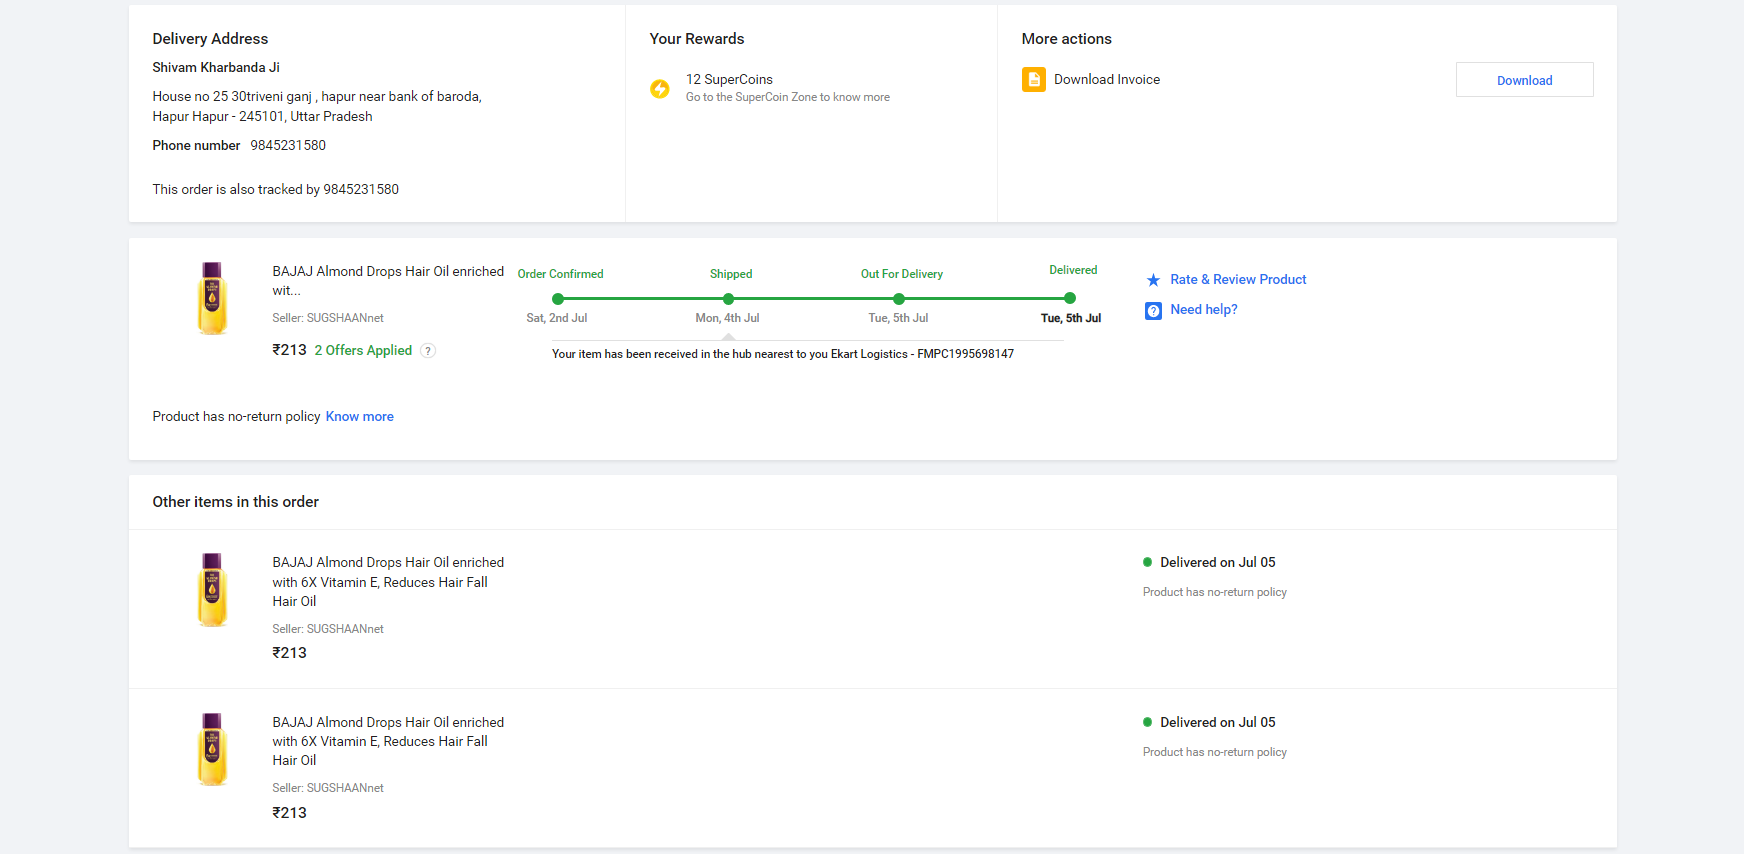 Delivery Address
Shivam Kharbanda Ji
House no 25 30triveni ganj , hapur near bank of baroda,
Hapur Hapur - 245101, Uttar Pradesh
Phone number 9845231580
This order is also tracked by 9845231580
Your Rewards
12 SuperCoins
Go to the SuperCoin Zone to know more
More actions
Download Invoice
Download
BAJAJ Almond Drops Hair Oil enriched
wit...
Seller: SUGSHAANnet
₹213 2 Offers Applied ?
Order Confirmed Shipped Out For Delivery Delivered
Sat, 2nd Jul Mon, 4th Jul Tue, 5th Jul Tue, 5th Jul
Your item has been received in the hub nearest to you Ekart Logistics - FMPC1995698147
Rate & Review Product
Need help?
Product has no-return policy Know more
Other items in this order
BAJAJ Almond Drops Hair Oil enriched
with 6X Vitamin E, Reduces Hair Fall
Hair Oil
Seller: SUGSHAANnet
₹213
Delivered on Jul 05
Product has no-return policy
BAJAJ Almond Drops Hair Oil enriched
with 6X Vitamin E, Reduces Hair Fall
Hair Oil
Seller: SUGSHAANnet
₹213
Delivered on Jul 05
Product has no-return policy